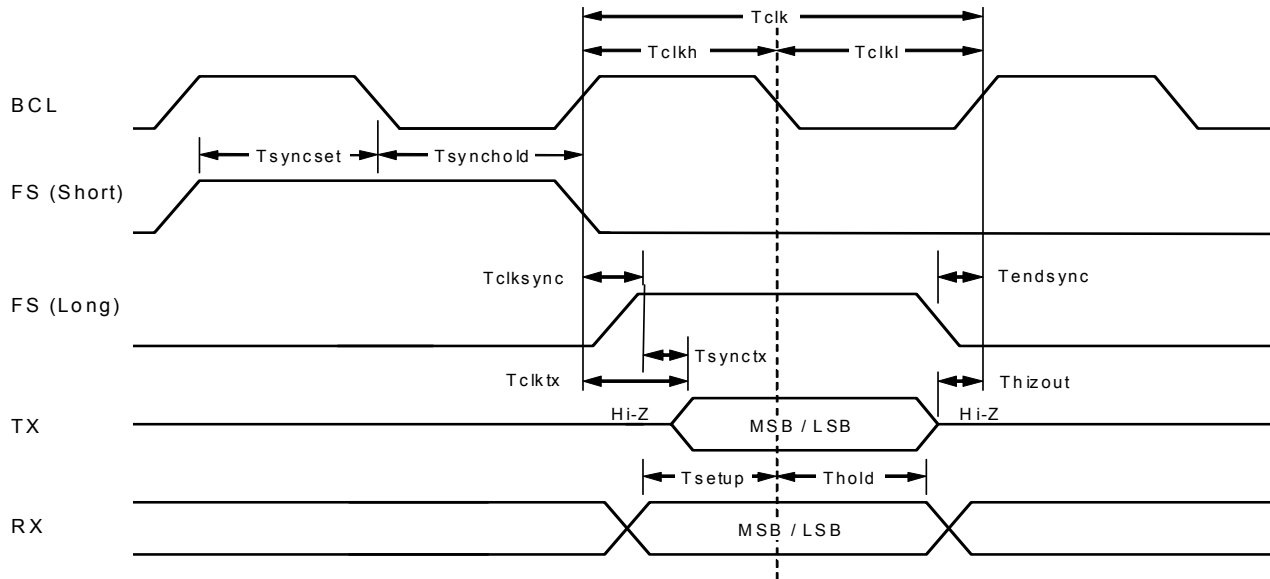 Tclk
Tclkh
Tclkl
BCL
Tsyncset
Tsynchold
FS (Short)
Tclksync
Tendsync
FS (Long)
Tsynctx
Tclktx
Thizout
Hi-Z
Hi-Z
TX
MSB / LSB
Tsetup
Thold
RX
MSB / LSB